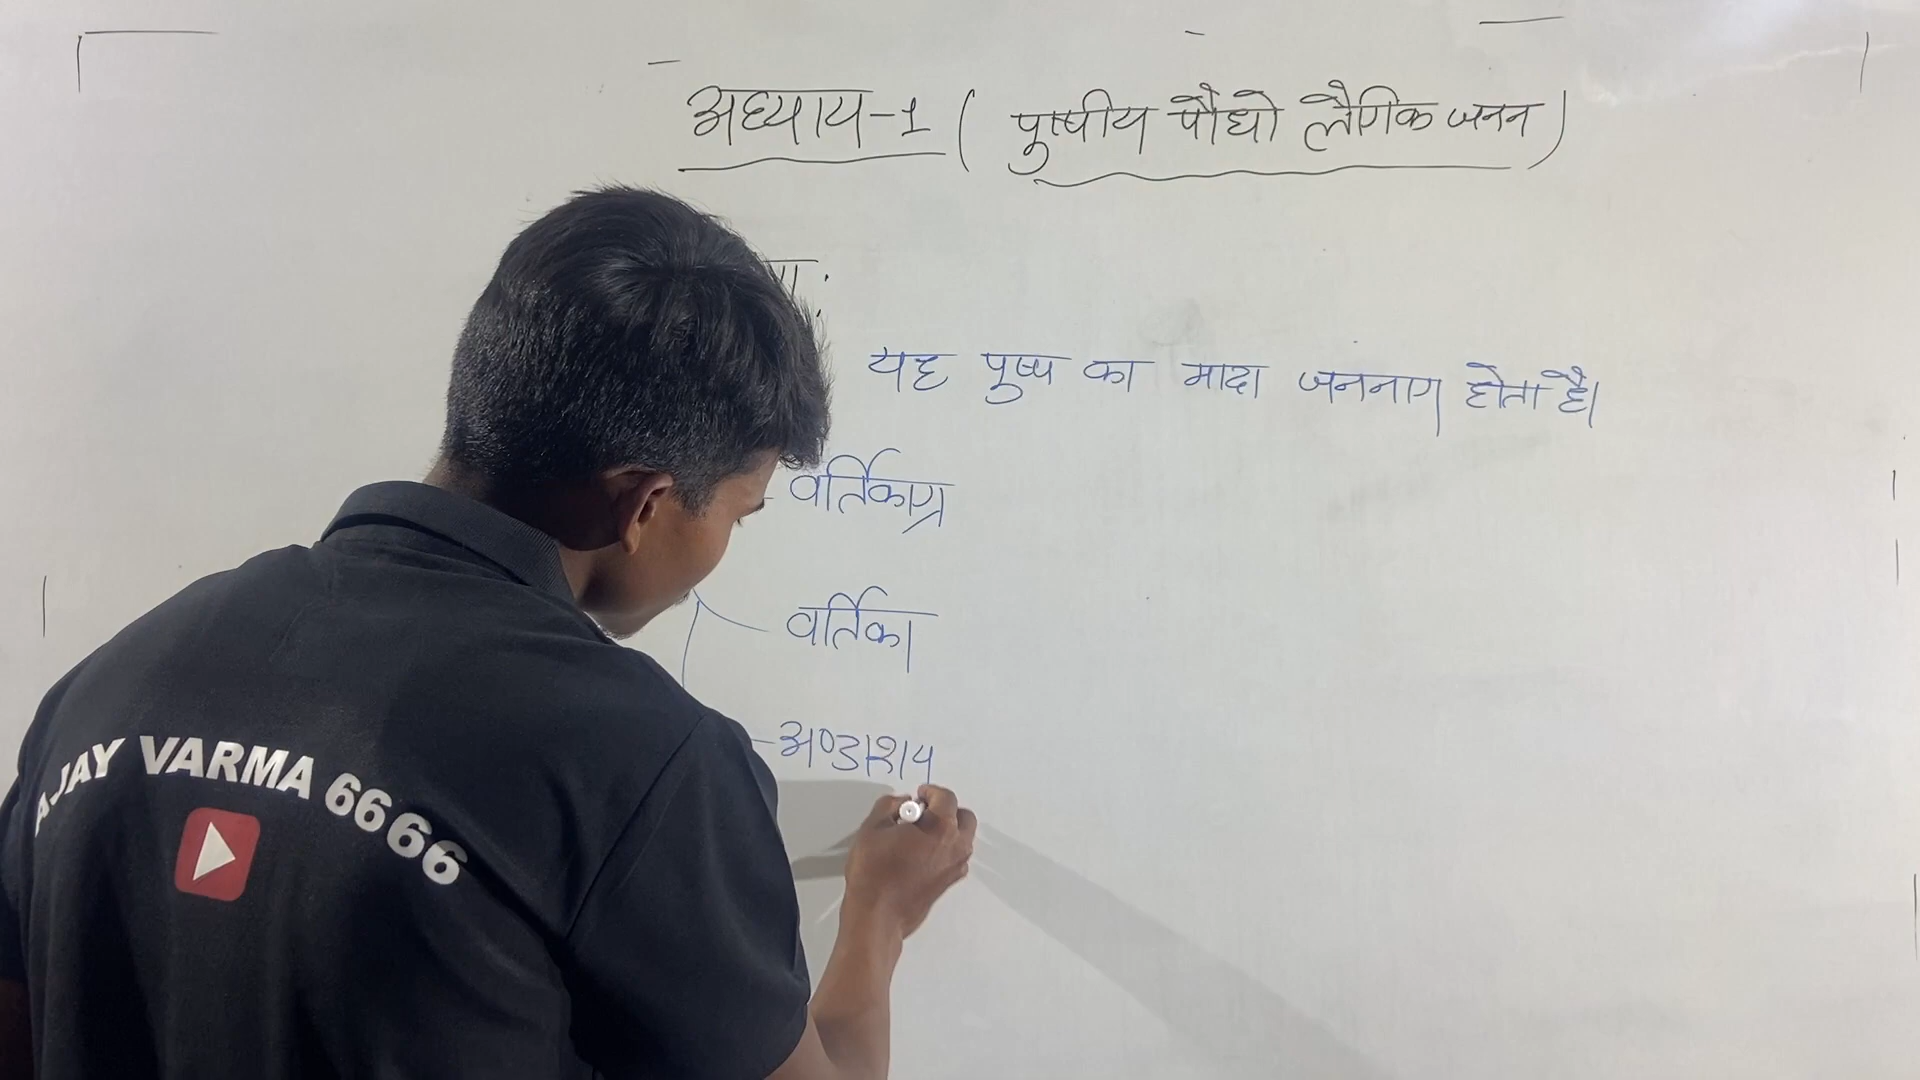 अध्याय-1 ( पुष्पीय पौधो लैगिक जनन )
यह पुष्प का मादा जननाग होता है।
वर्तिकाग्र
वर्तिका
अण्डाशय
AJAY VARMA 6666